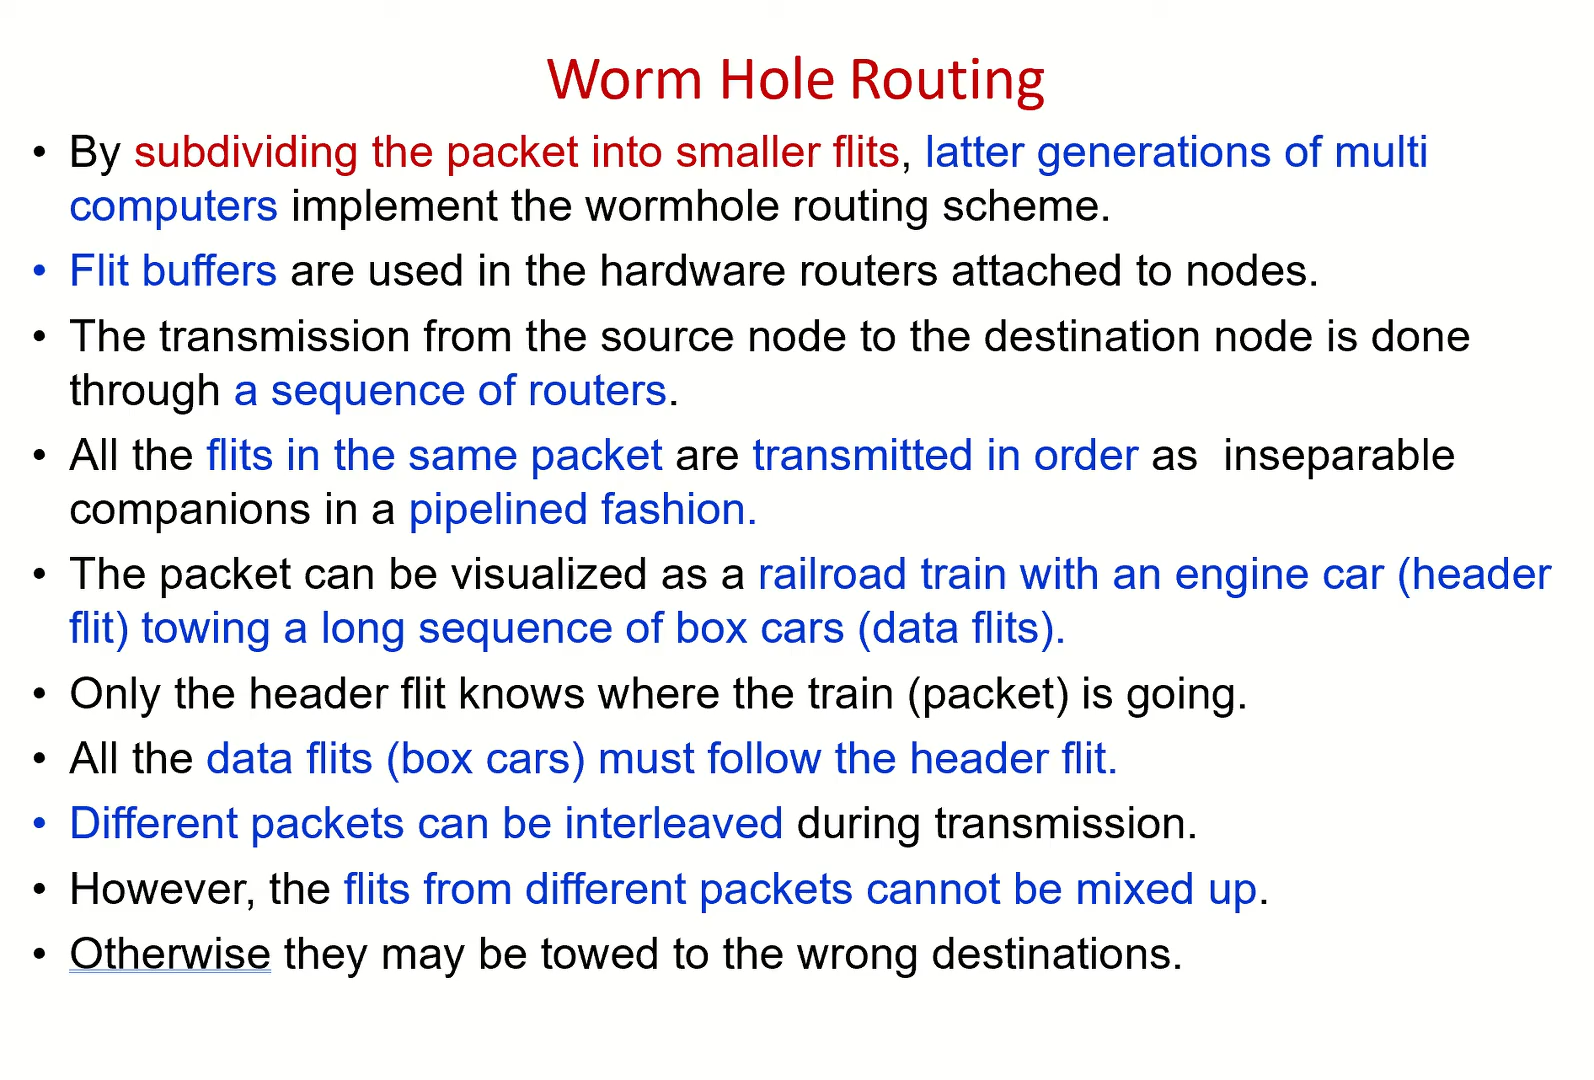 Worm Hole Routing
• By subdividing the packet into smaller flits, latter generations of multi
computers implement the wormhole routing scheme.
• Flit buffers are used in the hardware routers attached to nodes.
• The transmission from the source node to the destination node is done
through a sequence of routers.
• All the flits in the same packet are transmitted in order as  inseparable
companions in a pipelined fashion.
• The packet can be visualized as a railroad train with an engine car (header
flit) towing a long sequence of box cars (data flits).
• Only the header flit knows where the train (packet) is going.
• All the data flits (box cars) must follow the header flit.
• Different packets can be interleaved during transmission.
• However, the flits from different packets cannot be mixed up.
• Otherwise they may be towed to the wrong destinations.